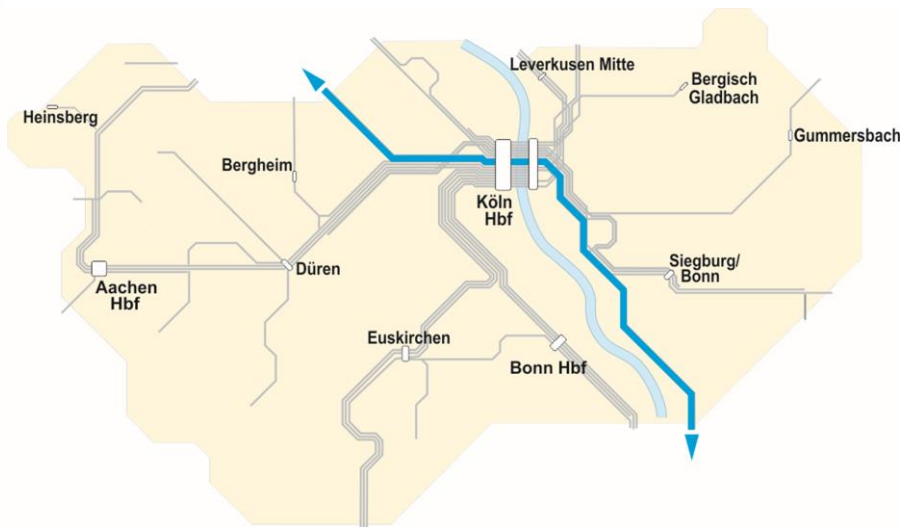 Leverkusen Mitte
Bergisch
Gladbach
Heinsberg
Gummersbach
Bergheim
Köln
Hbf
Siegburg/
Bonn
Düren
Aachen
Hbf
Euskirchen
Bonn Hbf